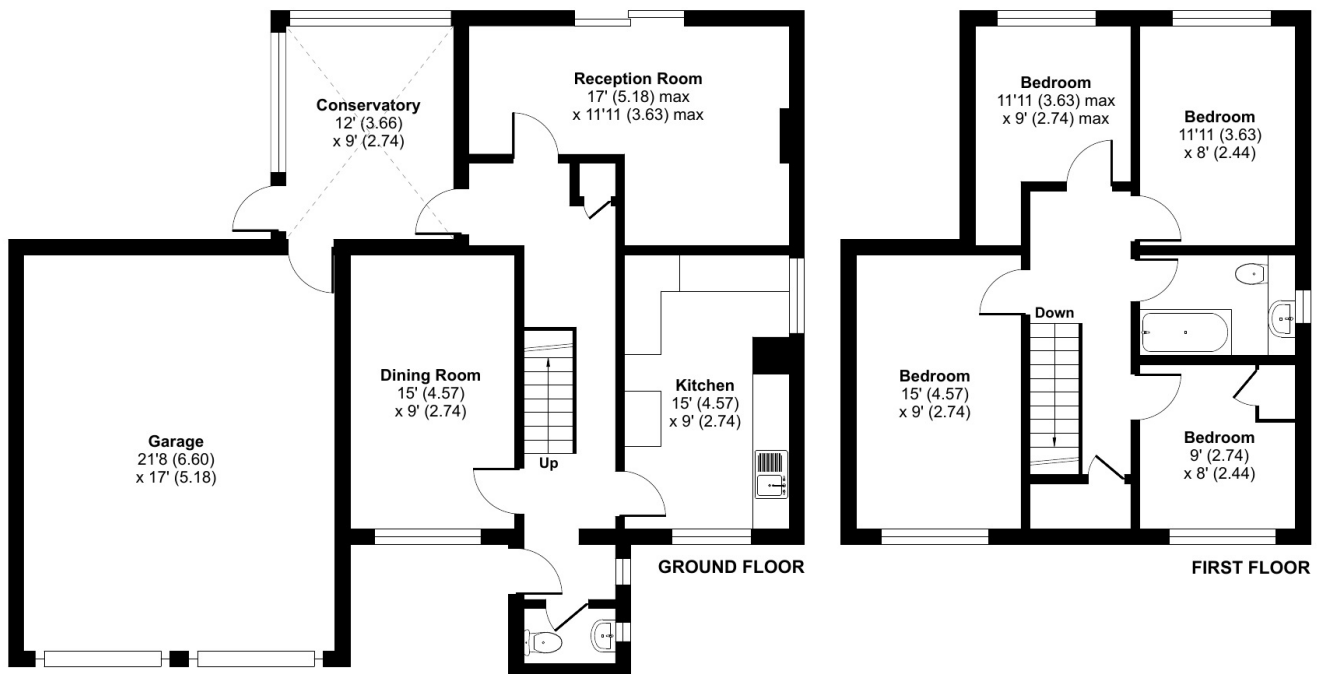 Conservatory
12' (3.66)
x 9' (2.74)
Reception Room
17' (5.18) max
x 11'11 (3.63) max
Garage
21'8 (6.60)
x 17' (5.18)
Dining Room
15' (4.57)
x 9' (2.74)
Up
Kitchen
15' (4.57)
x 9' (2.74)
GROUND FLOOR
Bedroom
11'11 (3.63) max
x 9' (2.74) max
Bedroom
11'11 (3.63)
x 8' (2.44)
Down
Bedroom
15' (4.57)
x 9' (2.74)
Bedroom
9' (2.74)
x 8' (2.44)
FIRST FLOOR